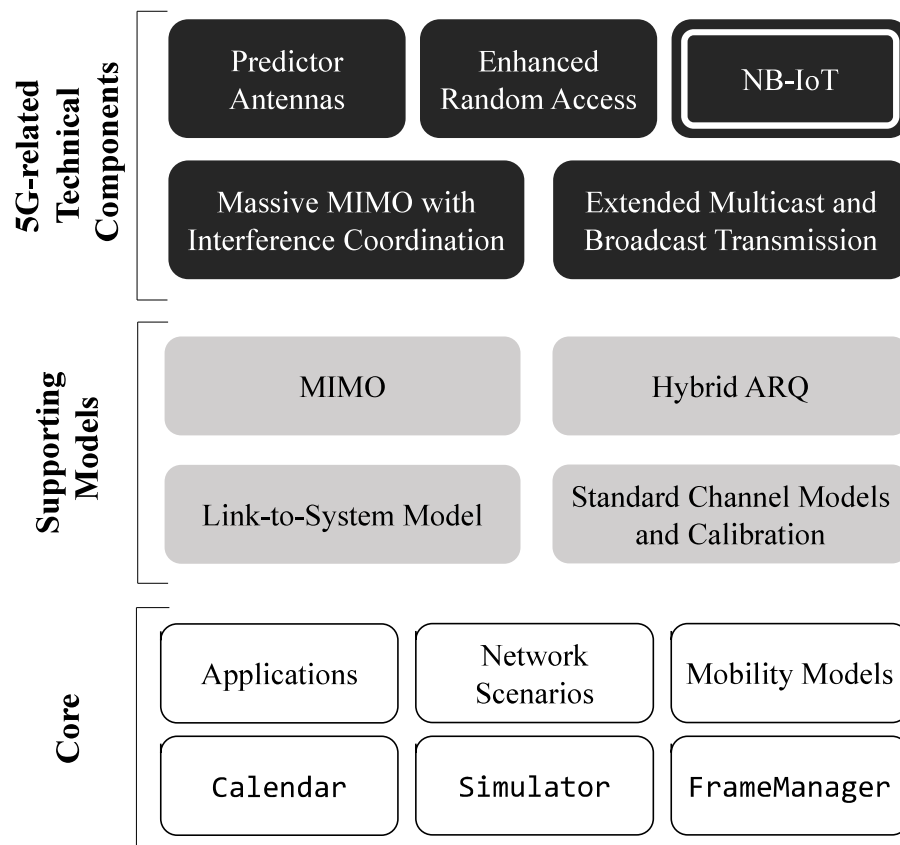 5G-related
Technical
Components
Predictor
Antennas
Enhanced
Random Access
NB-IoT
Massive MIMO with
Interference Coordination
Extended Multicast and
Broadcast Transmission
Supporting
Models
MIMO
Hybrid ARQ
Link-to-System Model
Standard Channel Models
and Calibration
Core
Applications
Network
Scenarios
Mobility Models
Calendar
Simulator
FrameManager